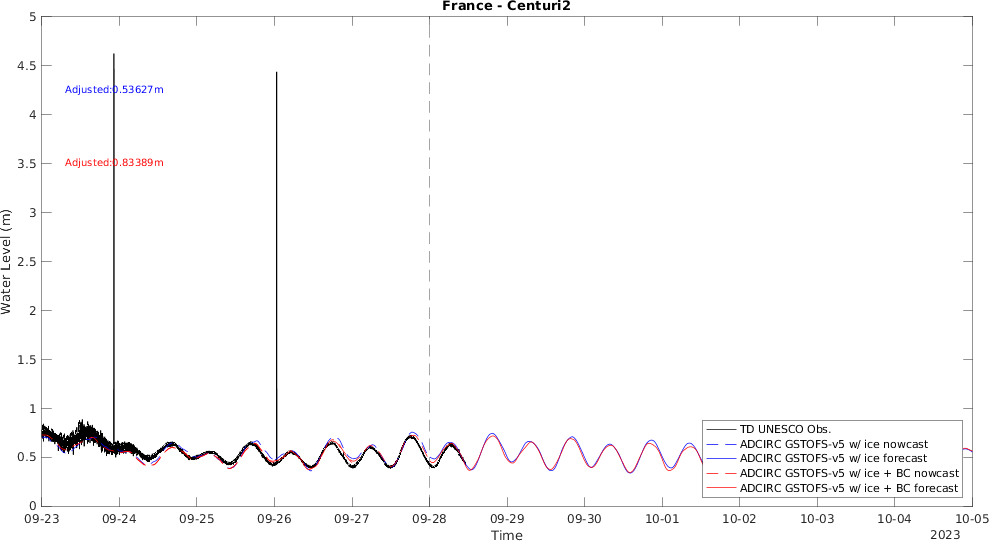 France - Centuri2
5
4.5
4
3.5
3
2.5
2
1.5
1
0.5
0
Water Level (m)
Adjusted:0.53627m
Adjusted:0.83389m
TD UNESCO Obs.
ADCIRC GSTOFS-v5 w/ ice nowcast
ADCIRC GSTOFS-v5 w/ ice forecast
ADCIRC GSTOFS-v5 w/ ice + BC nowcast
ADCIRC GSTOFS-v5 w/ ice + BC forecast
09-23 09-24 09-25 09-26 09-27 09-28 09-29 09-30 10-01 10-02 10-03 10-04 10-05
Time
2023